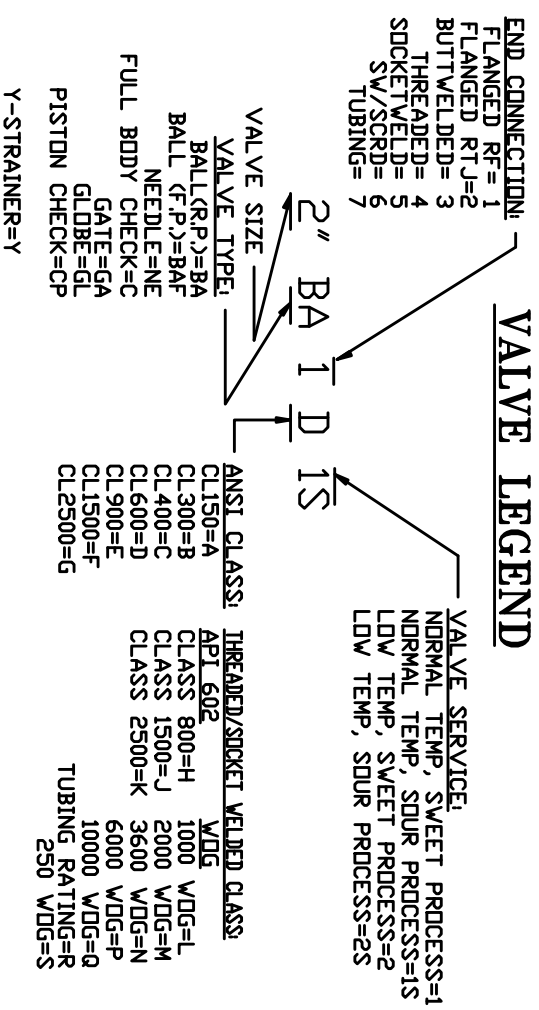 VALVE LEGEND
END CONNECTION:
FLANGED RF= 1
FLANGED RTJ=2
BUTTWELDED= 3
THREADED= 4
SOCKETWELD= 5
SW/SCRD= 6
TUBING= 7
VALVE SERVICE:
NORMAL TEMP, SWEET PROCESS=1
NORMAL TEMP, SOUR PROCESS=1S
LOW TEMP, SWEET PROCESS=2
LOW TEMP, SOUR PROCESS=2S
2" BA 1 D 1S
VALVE SIZE
VALVE TYPE:
BALL(R.P.)=BA
BALL (F.P.)=BAF
NEEDLE=NE
FULL BODY CHECK=C
GATE=GA
GLOBE=GL
PISTON CHECK=CP
Y-STRAINER=Y
ANSI CLASS:
CL150=A
CL300=B
CL400=C
CL600=D
CL900=E
CL1500=F
CL2500=G
THREADED/SOCKET WELDED CLASS:
API 602
CLASS 800=H
CLASS 1500=J
CLASS 2500=K
WOG
1000 WOG=L
2000 WOG=M
3600 WOG=N
6000 WOG=P
10000 WOG=Q
TUBING RATING=R
250 WOG=S